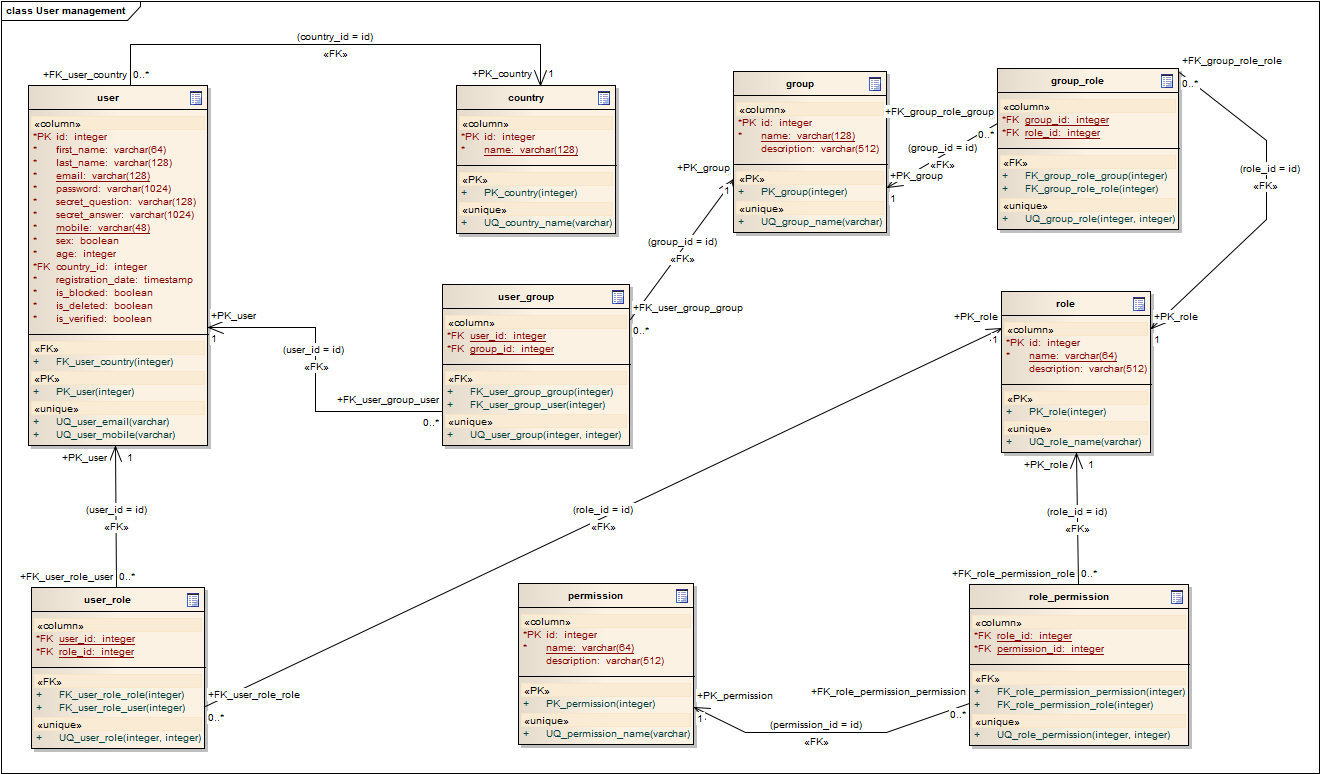 class User management
(country_id = id)
«FK»
+FK_user_country 0..*
+PK_country 1
user
«column»
*PK id: integer
* first_name: varchar(64)
* last_name: varchar(128)
* email: varchar(128)
* password: varchar(1024)
* secret_question: varchar(128)
* secret_answer: varchar(1024)
* mobile: varchar(48)
* sex: boolean
* age: integer
*FK country_id: integer
* registration_date: timestamp
* is_blocked: boolean
* is_deleted: boolean
* is_verified: boolean
«FK»
+ FK_user_country(integer)
«PK»
+ PK_user(integer)
«unique»
+ UQ_user_email(varchar)
+ UQ_user_mobile(varchar)
country
«column»
*PK id: integer
* name: varchar(128)
«PK»
+ PK_country(integer)
«unique»
+ UQ_country_name(varchar)
group
«column»
*PK id: integer
* name: varchar(128)
description: varchar(512)
«PK»
+ PK_group(integer)
«unique»
+ UQ_group_name(varchar)
group_role
«column»
*FK group_id: integer
*FK role_id: integer
«FK»
+ FK_group_role_group(integer)
+ FK_group_role_role(integer)
«unique»
+ UQ_group_role(integer, integer)
+FK_group_role_group
0..*
(group_id = id)
«FK»
+PK_group
1
+FK_group_role_role
0..*
(role_id = id)
«FK»
+PK_role
1
+PK_group
1
(group_id = id)
«FK»
+FK_user_group_group
0..*
user_group
«column»
*FK user_id: integer
*FK group_id: integer
«FK»
+ FK_user_group_group(integer)
+ FK_user_group_user(integer)
«unique»
+ UQ_user_group(integer, integer)
+PK_user
1
(user_id = id)
«FK»
+FK_user_group_user
0..*
role
«column»
*PK id: integer
* name: varchar(64)
description: varchar(512)
«PK»
+ PK_role(integer)
«unique»
+ UQ_role_name(varchar)
+PK_role
1
(role_id = id)
«FK»
+FK_user_role_role
0..*
+PK_user 1
(user_id = id)
«FK»
+FK_user_role_user 0..*
user_role
«column»
*FK user_id: integer
*FK role_id: integer
«FK»
+ FK_user_role_role(integer)
+ FK_user_role_user(integer)
«unique»
+ UQ_user_role(integer, integer)
permission
«column»
*PK id: integer
* name: varchar(64)
description: varchar(512)
«PK»
+ PK_permission(integer)
«unique»
+ UQ_permission_name(varchar)
+PK_role 1
(role_id = id)
«FK»
+FK_role_permission_role 0..*
role_permission
«column»
*FK role_id: integer
*FK permission_id: integer
«FK»
+ FK_role_permission_permission(integer)
+ FK_role_permission_role(integer)
«unique»
+ UQ_role_permission(integer, integer)
+PK_permission
1
+FK_role_permission_permission
0..*
(permission_id = id)
«FK»